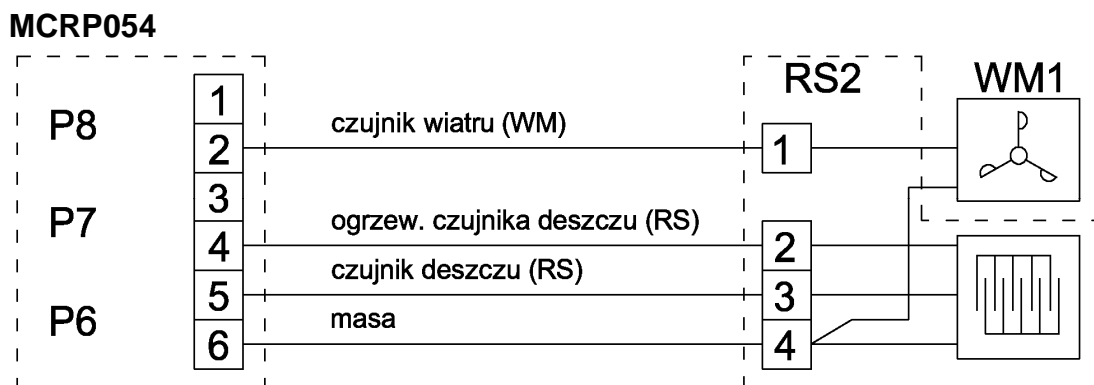 MCRP054
RS2
WM1
P8
1
czujnik wiatru (WM)
2
1
3
P7
ogrzew. czujnika deszczu (RS)
4
2
czujnik deszczu (RS)
5
3
P6
masa
6
4